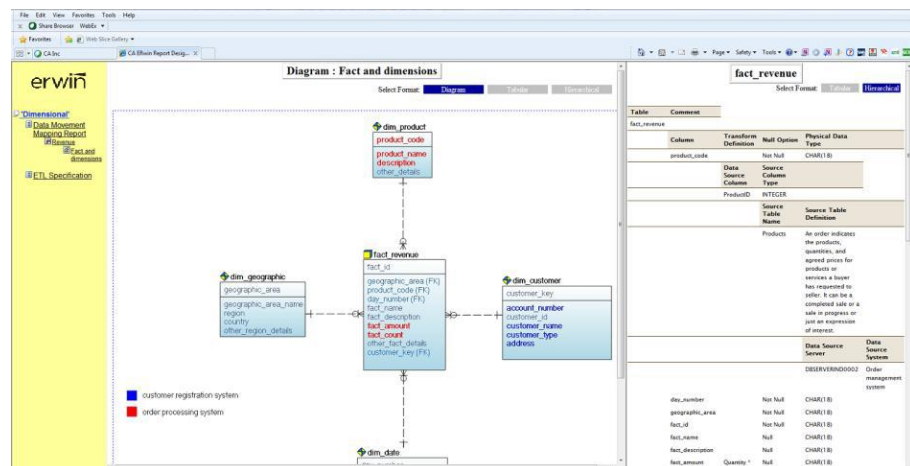 File Edit View Favorites Tools Help
x Share Browser WebEx
Favorites Web Slice Gallery
CA Inc CA ERwin Report Desig... x
Page Safety Tools
erwin
'Dimensional'
Data Movement
Mapping Report
Revenue
Fact and
dimensions
ETL Specification
Diagram : Fact and dimensions
Select Format: Diagram Tabular Hierarchical
dim_product
product_code
product_name
description
other_details
fact_revenue
fact_id
geographic_area (FK)
product_code (FK)
day_number (FK)
fact_name
fact_description
fact_amount
fact_count
other_fact_details
customer_key (FK)
dim_geographic
geographic_area
geographic_area_name
region
country
other_region_details
dim_customer
customer_key
account_number
customer_id
customer_name
customer_type
address
customer registration system
order processing system
dim_date
fact_revenue
Select Format: Tabular Hierarchical
Table Comment
fact_revenue
Column Transform Definition Null Option Physical Data Type
product_code Not Null CHAR(18)
Data Source Column Source Column Type
ProductID INTEGER
Source Table Name Source Table Definition
Products An order indicates
the products,
quantities, and
agreed prices for
products or
services a buyer
has requested to
seller. It can be a
completed sale or a
sale in progress or
just an expression
of interest.
Data Source Server Data Source System
DBSERVERIND0002 Order management system
day_number Not Null CHAR(18)
geographic_area Not Null CHAR(18)
fact_id Not Null CHAR(18)
fact_name Null CHAR(18)
fact_description Null CHAR(18)
fact_amount Quantity * Null CHAR(18)